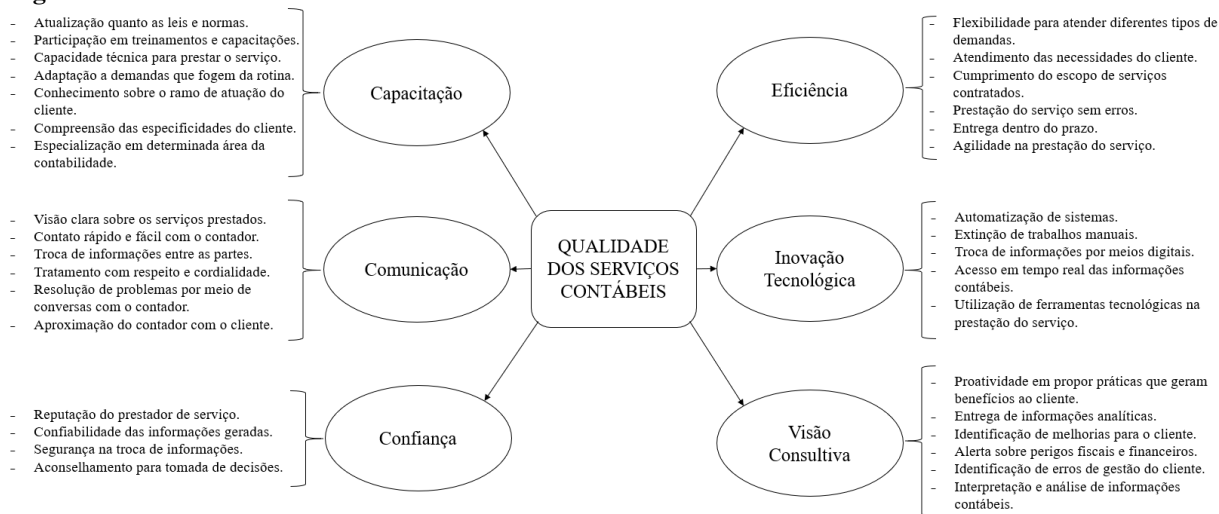 - Atualização quanto as leis e normas.
- Participação em treinamentos e capacitações.
- Capacidade técnica para prestar o serviço.
- Adaptação a demandas que fogem da rotina.
- Conhecimento sobre o ramo de atuação do
cliente.
- Compreensão das especificidades do cliente.
- Especialização em determinada área da
contabilidade.
Capacitação
Eficiência
- Flexibilidade para atender diferentes tipos de
demandas.
- Atendimento das necessidades do cliente.
- Cumprimento do escopo de serviços
contratados.
- Prestação do serviço sem erros.
- Entrega dentro do prazo.
- Agilidade na prestação do serviço.
- Visão clara sobre os serviços prestados.
- Contato rápido e fácil com o contador.
- Troca de informações entre as partes.
- Tratamento com respeito e cordialidade.
- Resolução de problemas por meio de
conversas com o contador.
- Aproximação do contador com o cliente.
Comunicação
QUALIDADE
DOS SERVIÇOS
CONTÁBEIS
Inovação
Tecnológica
- Automatização de sistemas.
- Extinção de trabalhos manuais.
- Troca de informações por meios digitais.
- Acesso em tempo real das informações
contábeis.
- Utilização de ferramentas tecnológicas na
prestação do serviço.
- Reputação do prestador de serviço.
- Confiabilidade das informações geradas.
- Segurança na troca de informações.
- Aconselhamento para tomada de decisões.
Confiança
Visão
Consultiva
- Proatividade em propor práticas que geram
benefícios ao cliente.
- Entrega de informações analíticas.
- Identificação de melhorias para o cliente.
- Alerta sobre perigos fiscais e financeiros.
- Identificação de erros de gestão do cliente.
- Interpretação e análise de informações
contábeis.